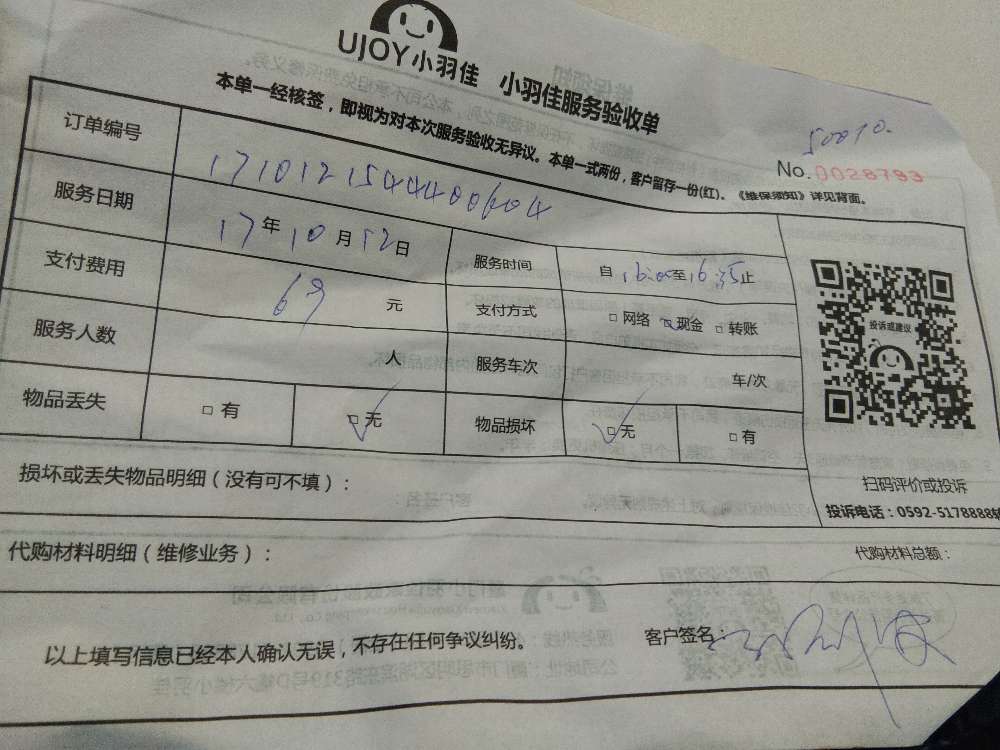 UJOY小羽佳 小羽佳服务验收单
本单一经核签，即视为对本次服务验收无异议。本单一式两份，客户留存一份(红)。《维保须知》详见背面。
50010.
No.0028793
订单编号 1710121544400604
服务日期 17年10月12日 服务时间 自16:00至16:35止
支付费用 69 元 支付方式 □网络 □现金 □转账
服务人数 人 服务车次 车/次
物品丢失 □有 □无 物品损坏 □无 □有
投诉或建议
扫码评价或投诉
投诉电话：0592-5178888转
损坏或丢失物品明细（没有可不填）：
代购材料明细（维修业务）： 代购材料总额：
以上填写信息已经本人确认无误，不存在任何争议纠纷。 客户签名：